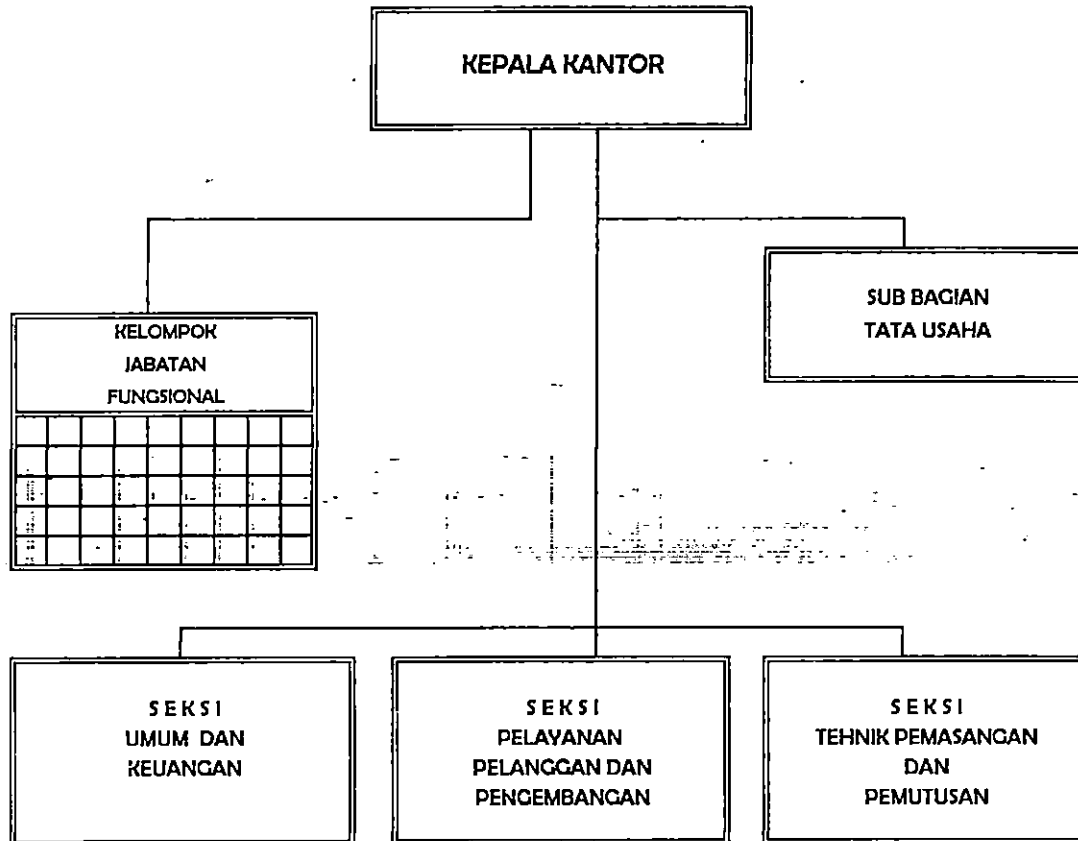 KEPALA KANTOR
SUB BAGIAN
TATA USAHA
KELOMPOK
JABATAN
FUNGSIONAL
S E K S I
UMUM DAN
KEUANGAN
S E K S I
PELAYANAN
PELANGGAN DAN
PENGEMBANGAN
S E K S I
TEHNIK PEMASANGAN
DAN
PEMUTUSAN